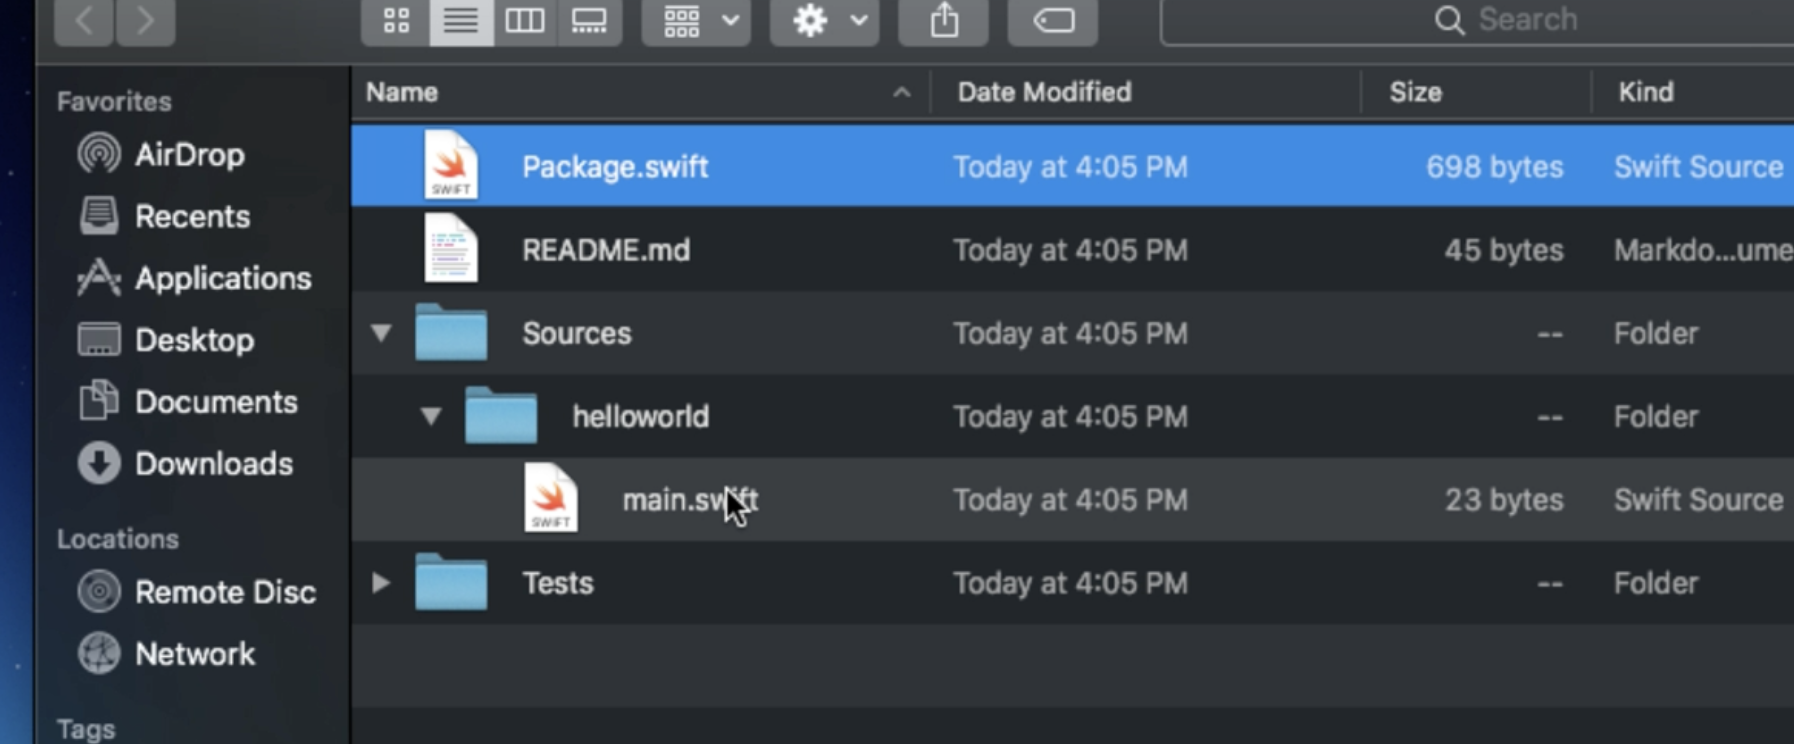 Search
Favorites
AirDrop
Recents
Applications
Desktop
Documents
Downloads
Locations
Remote Disc
Network
Tags
Name Date Modified Size Kind
SWIFT Package.swift Today at 4:05 PM 698 bytes Swift Source
README.md Today at 4:05 PM 45 bytes Markdo...ume
Sources Today at 4:05 PM -- Folder
helloworld Today at 4:05 PM -- Folder
SWIFT main.swift Today at 4:05 PM 23 bytes Swift Source
Tests Today at 4:05 PM -- Folder